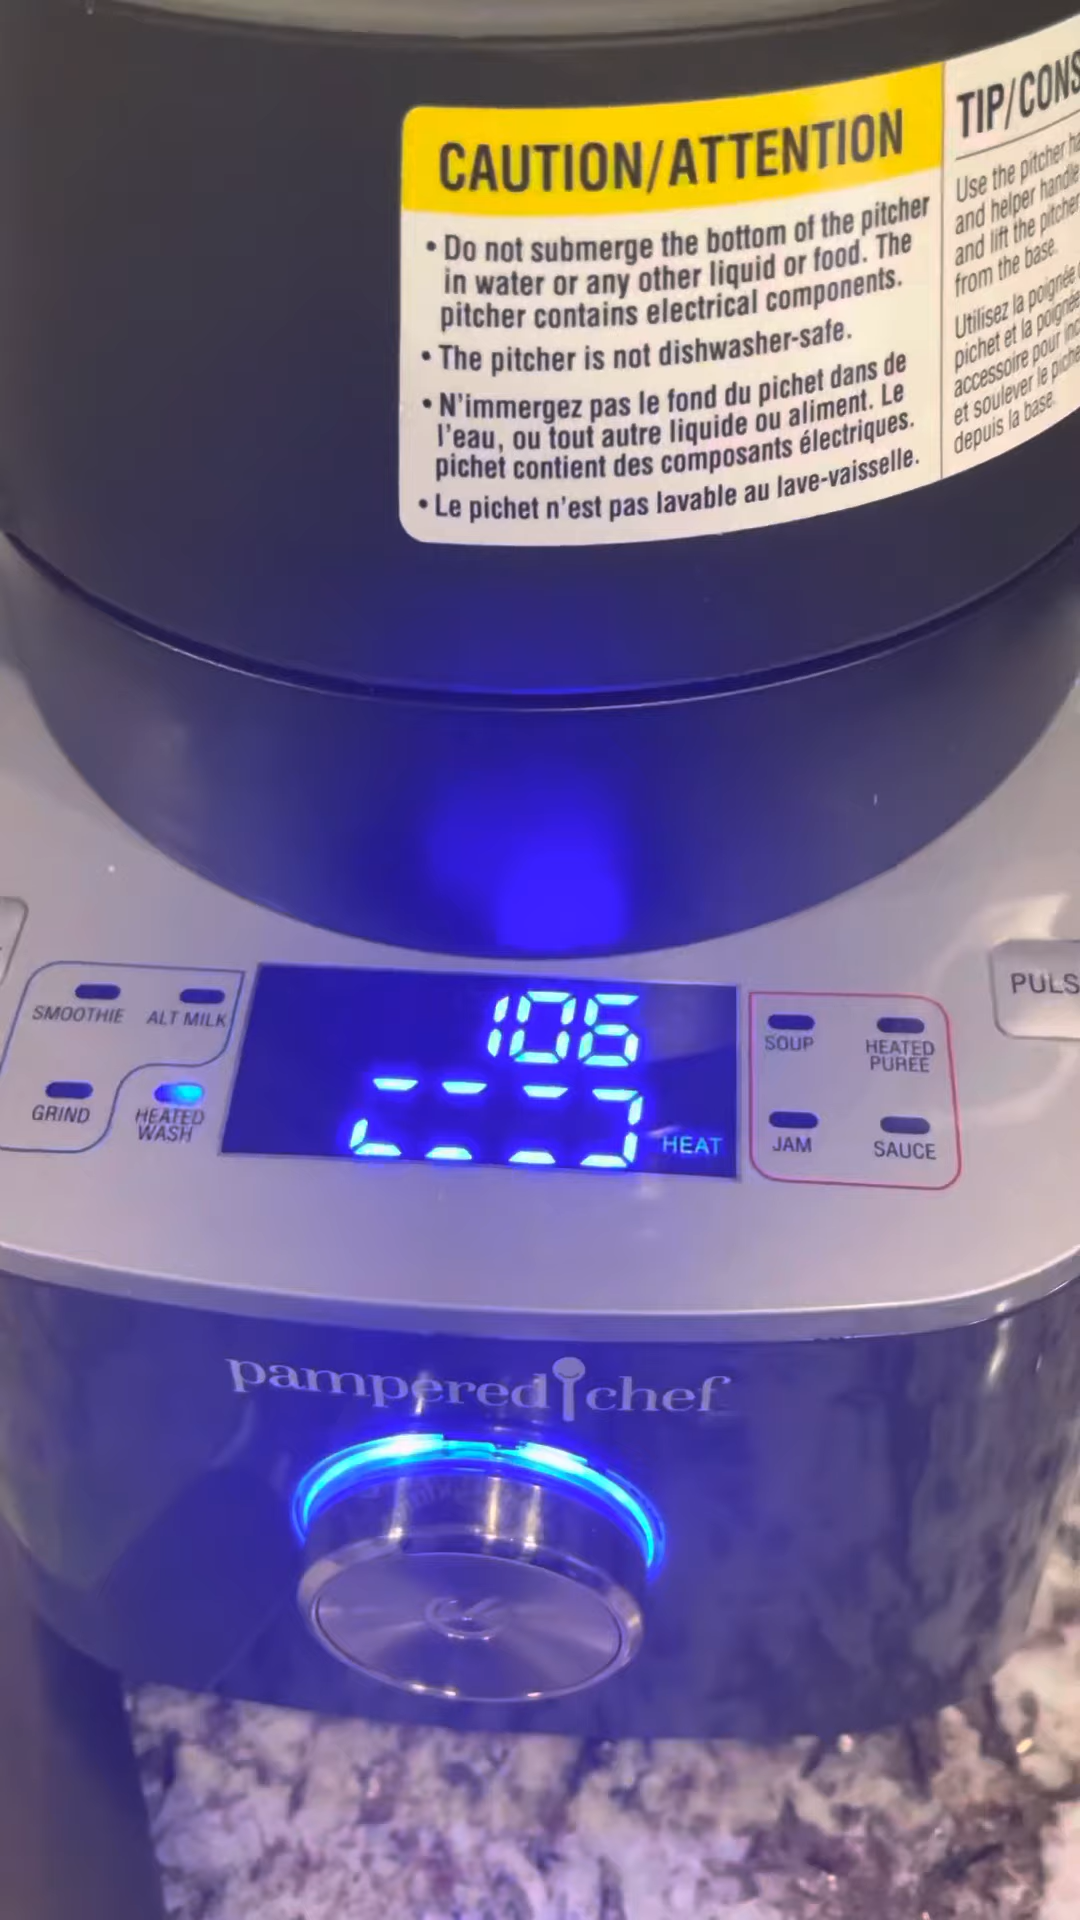 CAUTION/ATTENTION
• Do not submerge the bottom of the pitcher
in water or any other liquid or food. The
pitcher contains electrical components.
• The pitcher is not dishwasher-safe.
• N'immergez pas le fond du pichet dans de
l'eau, ou tout autre liquide ou aliment. Le
pichet contient des composants électriques.
• Le pichet n'est pas lavable au lave-vaisselle.
TIP/CONS
Use the pitcher ha
and helper handle
and lift the pitcher
from the base.
Utilisez la poignée
pichet et la poignée
accessoire pour inc
et soulever le piche
depuis la base.
SMOOTHIE
ALT MILK
GRIND
HEATED
WASH
106
HEAT
SOUP
HEATED
PUREE
JAM
SAUCE
PULS
pampered chef